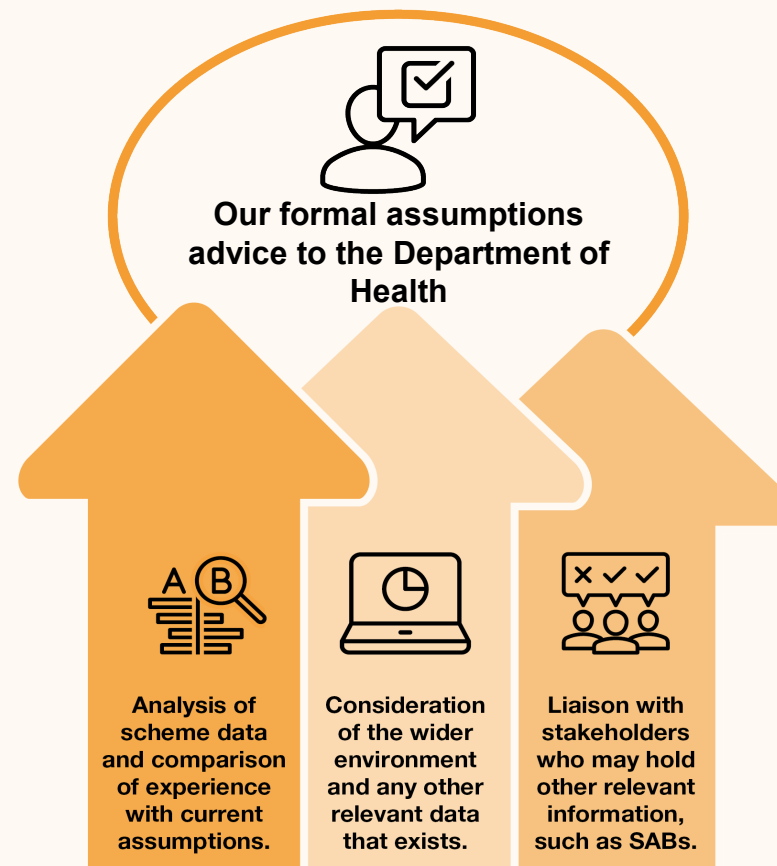 Our formal assumptions
advice to the Department of
Health
A B
Analysis of
scheme data
and comparison
of experience
with current
assumptions.
Consideration
of the wider
environment
and any other
relevant data
that exists.
Liaison with
stakeholders
who may hold
other relevant
information,
such as SABs.